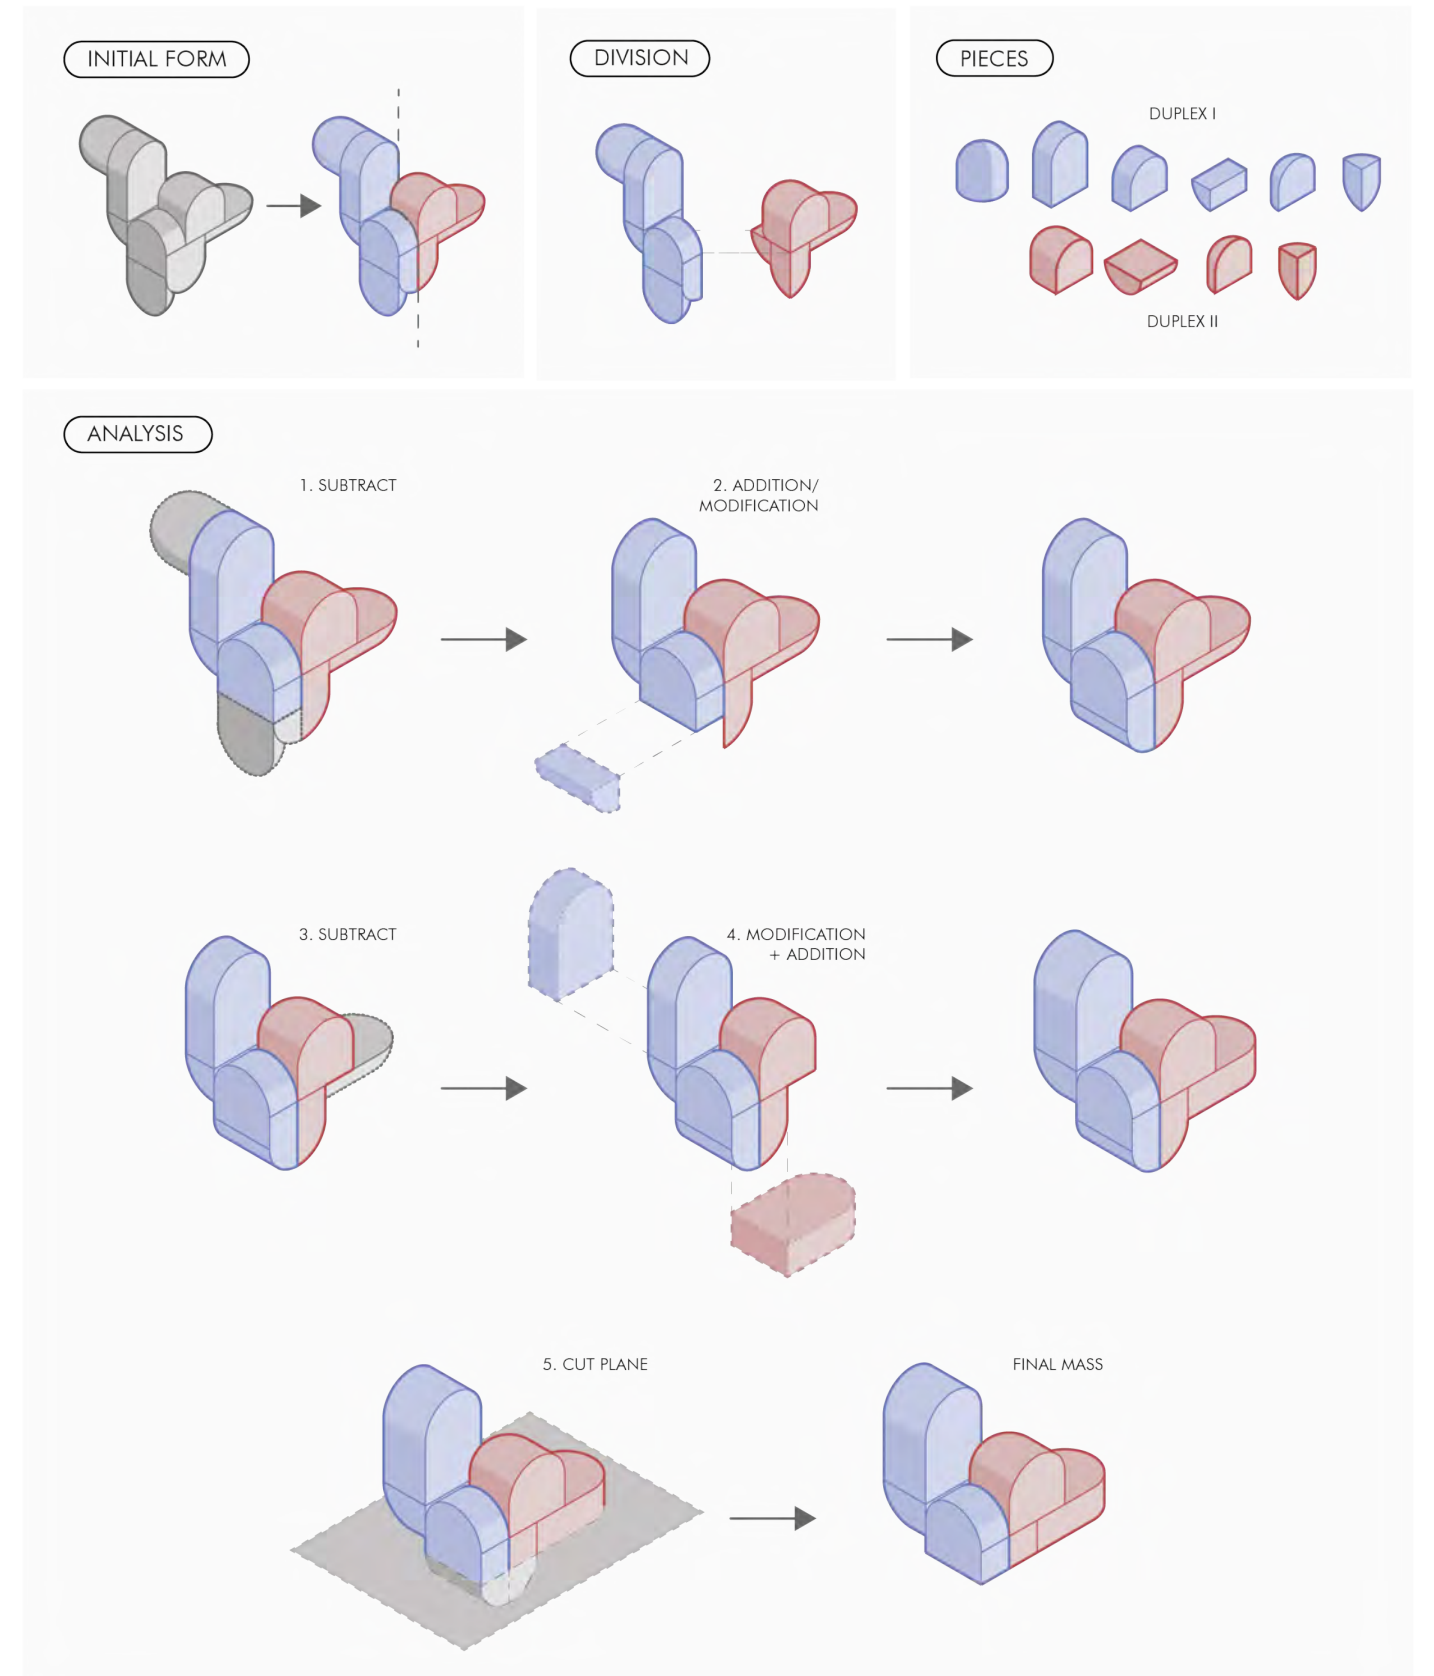 INITIAL FORM
DIVISION
PIECES
DUPLEX I
DUPLEX II
ANALYSIS
1. SUBTRACT
2. ADDITION/
MODIFICATION
3. SUBTRACT
4. MODIFICATION
+ ADDITION
5. CUT PLANE
FINAL MASS